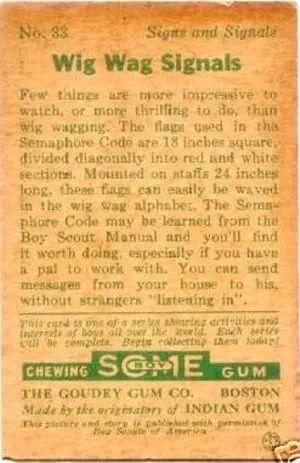 No. 33 Signs and Signals
Wig Wag Signals
Few things are more impressive to
watch, or more thrilling to do, than
wig wagging. The flags used in the
Semaphore Code are 18 inches square,
divided diagonally into red and white
sections. Mounted on staffs 24 inches
long, these flags can easily be waved
in the wig wag alphabet. The Sema-
phore Code may be learned from the
Boy Scout Manual and you'll find
it worth doing, especially if you have
a pal to work with. You can send
messages from your house to his,
without strangers "listening in".
This card is one of a series showing activities and
interests of boys all over the world. Each series
will be complete. Begin collecting them today!
CHEWING SOME BOY GUM
THE GOUDEY GUM CO. BOSTON
Made by the originators of INDIAN GUM
This picture and story is published with permission of
Boy Scouts of America